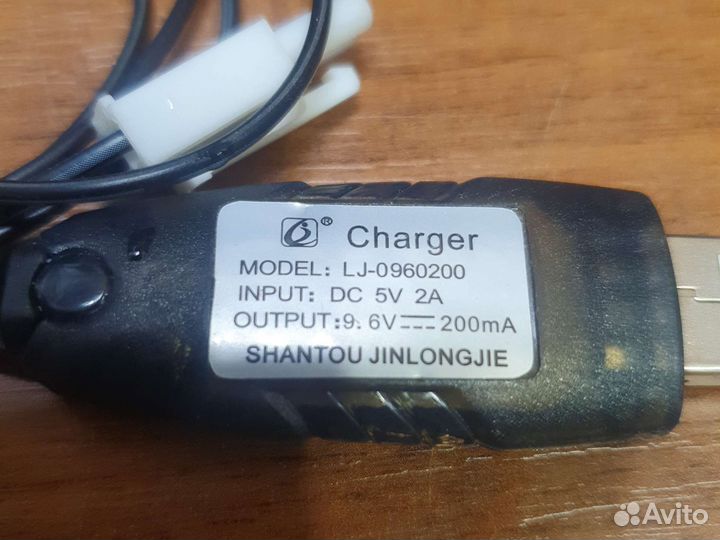 ® Charger
MODEL: LJ-0960200
INPUT: DC 5V 2A
OUTPUT:9.6V⎓200mA
SHANTOU JINLONGJIE
Avito